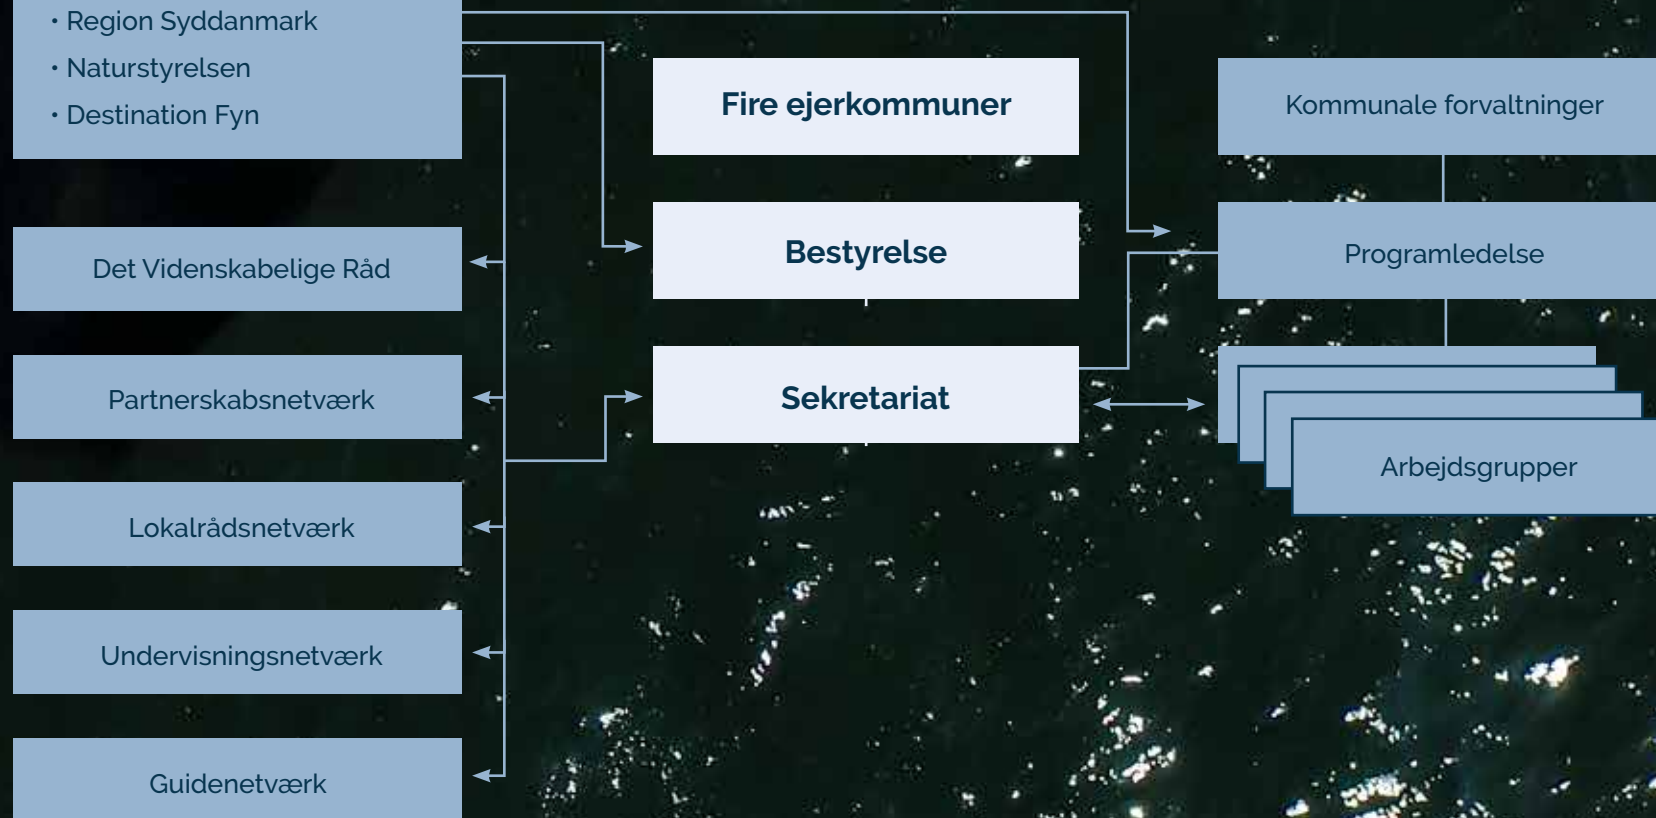 • Region Syddanmark
• Naturstyrelsen
• Destination Fyn
Det Videnskabelige Råd
Partnerskabsnetværk
Lokalrådsnetværk
Undervisningsnetværk
Guidenetværk
Fire ejerkommuner
Bestyrelse
Sekretariat
Kommunale forvaltninger
Programledelse
Arbejdsgrupper